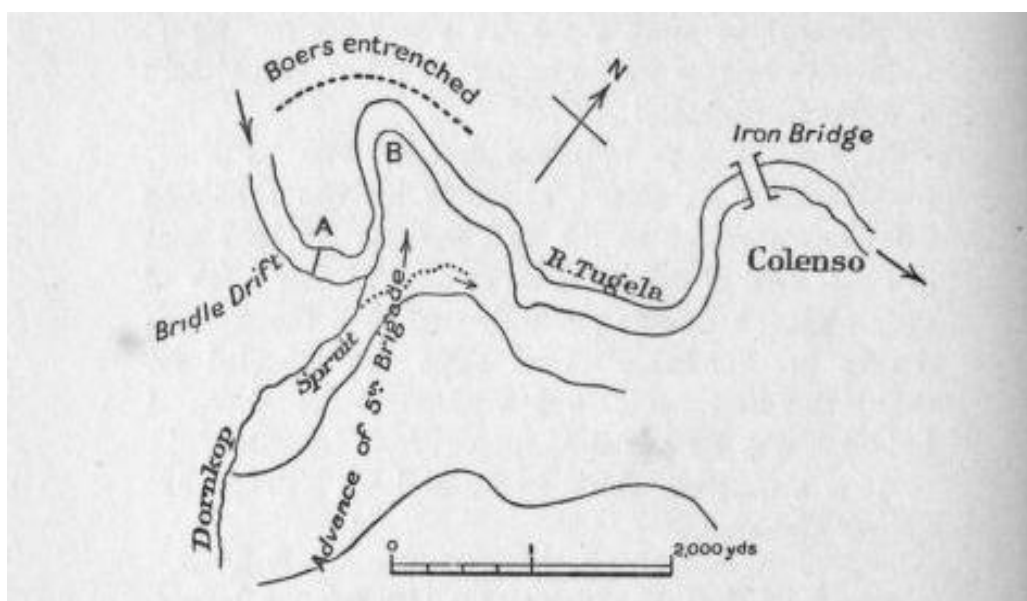 Boers entrenched
N
Iron Bridge
B
A
Colenso
R. Tugela
Bridle Drift
Spruit
Dornkop
Advance of 5th Brigade
0 1 2,000 yds